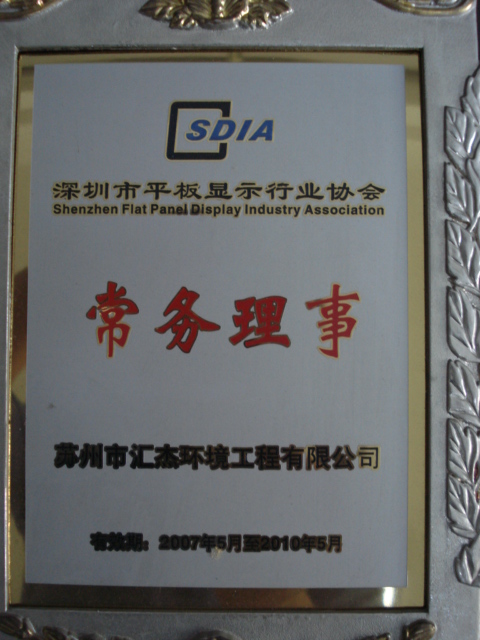 SDIA
深圳市平板显示行业协会
Shenzhen Flat Panel Display Industry Association
常务理事
苏州市汇杰环境工程有限公司
有效期：2007年5月至2010年5月